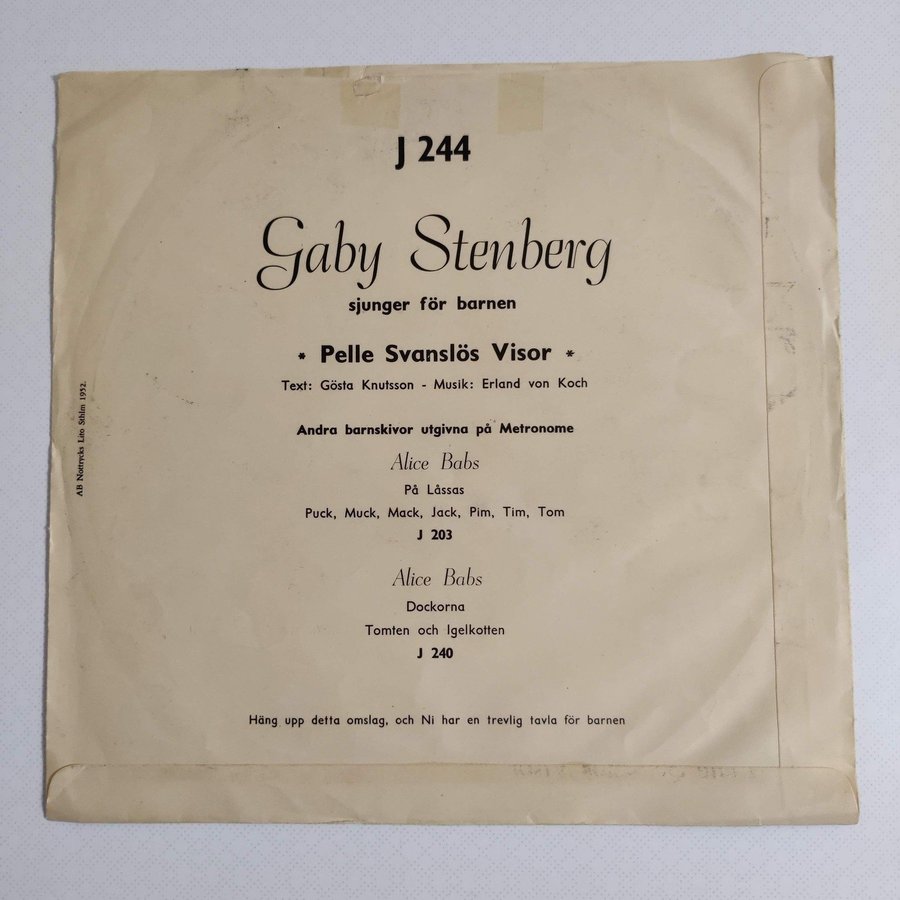 J 244
Gaby Stenberg
sjunger för barnen
* Pelle Svanslös Visor *
Text: Gösta Knutsson - Musik: Erland von Koch
Andra barnskivor utgivna på Metronome
Alice Babs
På Låssas
Puck, Muck, Mack, Jack, Pim, Tim, Tom
J 203
Alice Babs
Dockorna
Tomten och Igelkotten
J 240
Häng upp detta omslag, och Ni har en trevlig tavla för barnen
AB Nottrycks Lito Sthlm 1952.